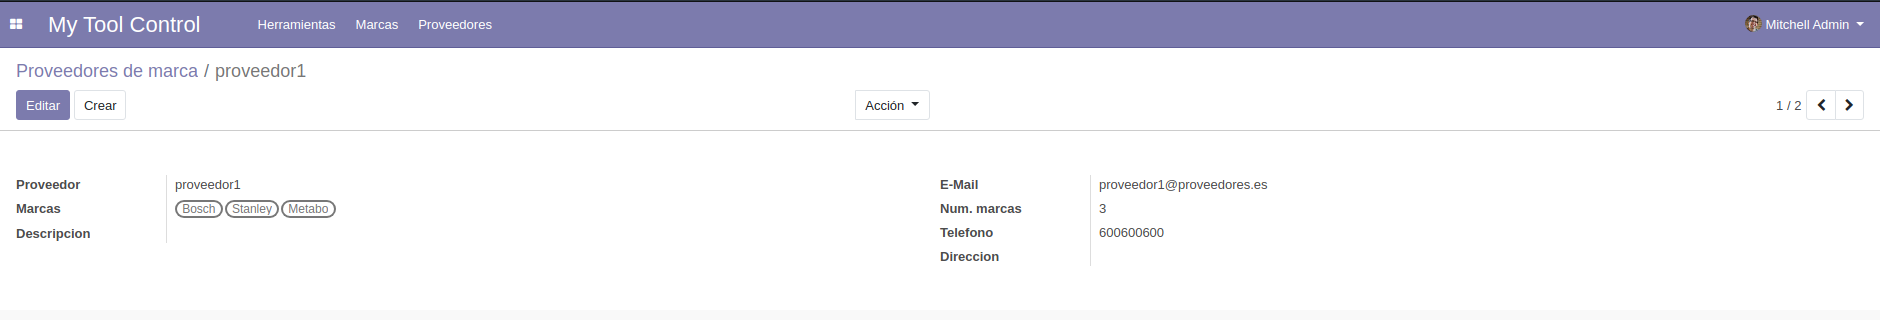 My Tool Control Herramientas Marcas Proveedores Mitchell Admin
Proveedores de marca / proveedor1
Editar Crear Acción 1 / 2
Proveedor proveedor1 E-Mail proveedor1@proveedores.es
Marcas Bosch Stanley Metabo Num. marcas 3
Descripcion Telefono 600600600
Direccion